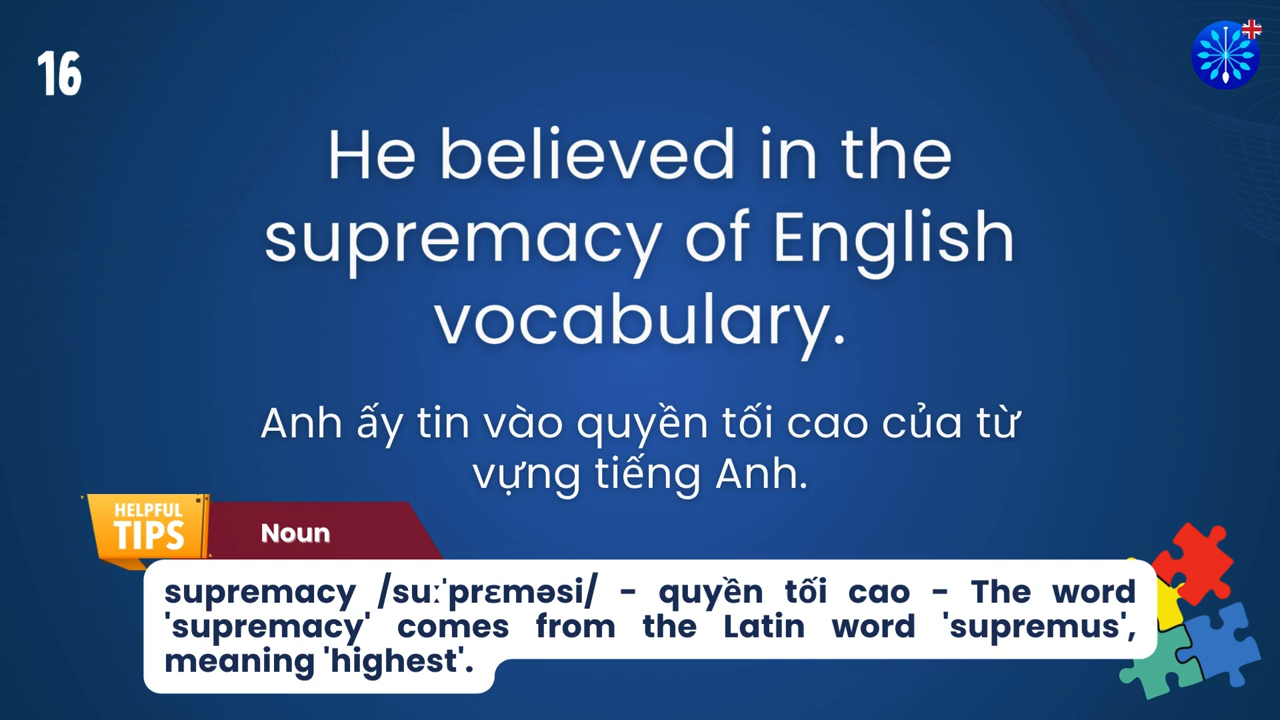 16
He believed in the
supremacy of English
vocabulary.
Anh ấy tin vào quyền tối cao của từ
vựng tiếng Anh.
HELPFUL
TIPS
Noun
supremacy /suːˈprɛməsi/ - quyền tối cao - The word
'supremacy' comes from the Latin word 'supremus',
meaning 'highest'.